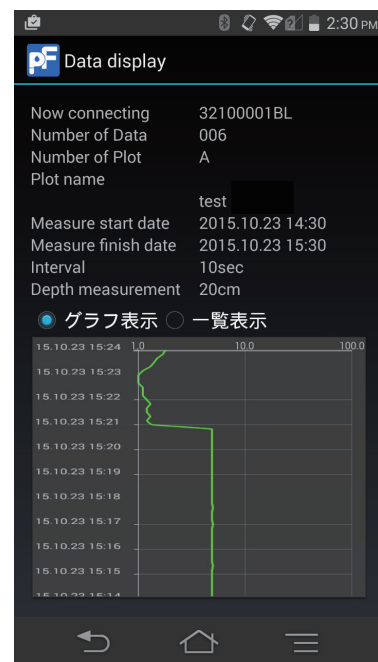 2:30 PM
pF Data display
Now connecting 32100001BL
Number of Data 006
Number of Plot A
Plot name
test
Measure start date 2015.10.23 14:30
Measure finish date 2015.10.23 15:30
Interval 10sec
Depth measurement 20cm
グラフ表示 一覧表示
15.10.23 15:24 1.0 10.0 100.0
15.10.23 15:23
15.10.23 15:22
15.10.23 15:21
15.10.23 15:20
15.10.23 15:19
15.10.23 15:18
15.10.23 15:17
15.10.23 15:16
15.10.23 15:15
15.10.23 15:14